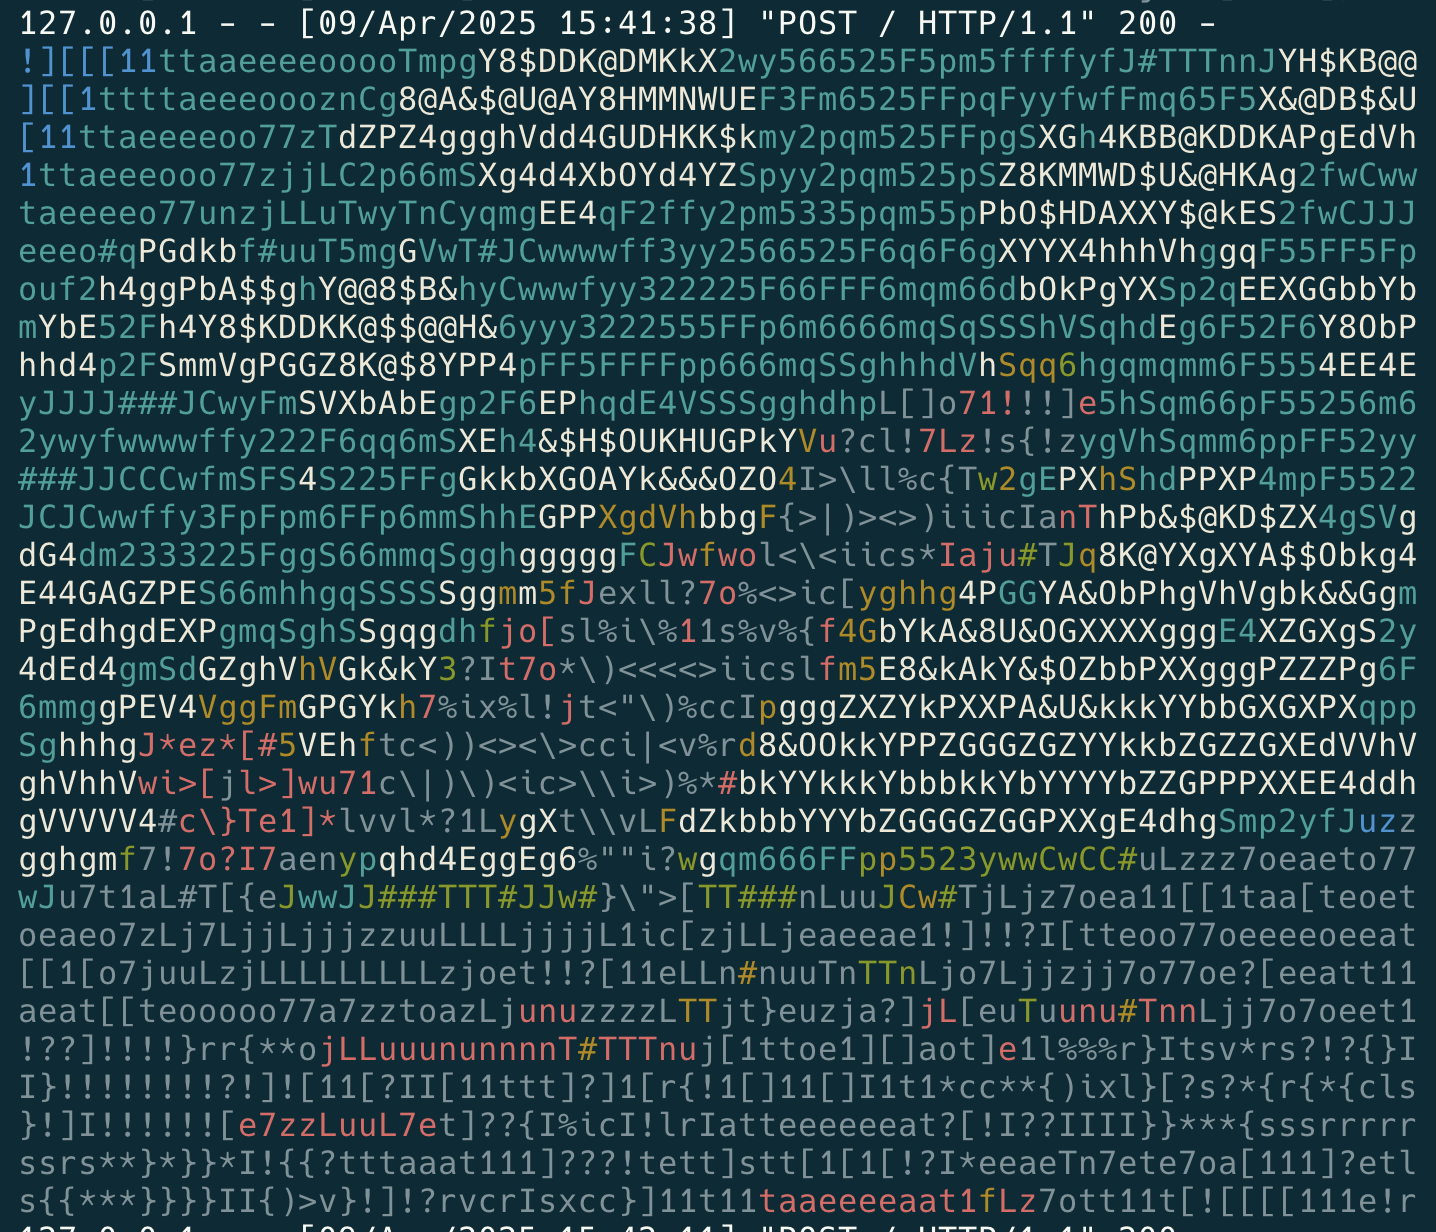 127.0.0.1 - - [09/Apr/2025 15:41:38] "POST / HTTP/1.1" 200 -
!][[[11ttaaeeeeooooTmpgY8$DDK@DMKkX2wy566525F5pm5ffffyfJ#TTTnnJYH$KB@@
][[1ttttaeeeoooznCg8@A&$@U@AY8HMMNWUEF3Fm6525FFpqFyyfwfFmq65F5X&@DB$&U
[11ttaeeeeoo77zTdZPZ4ggghVdd4GUDHKK$kmy2pqm525FFpgSXGh4KBB@KDDKAPgEdVh
1ttaeeeooo77zjjLC2p66mSXg4d4XbOYd4YZSpyy2pqm525pSZ8KMMWD$U&@HKAg2fwCww
taeeeeo77unzjLLuTwyTnCyqmgEE4qF2ffy2pm5335pqm55pPbO$HDAXXY$@kES2fwCJJJ
eeeo#qPGdkbf#uuT5mgGVwT#JCwwwwff3yy2566525F6q6F6gXYYX4hhhVhggqF55FF5Fp
ouf2h4ggPbA$$ghY@@8$B&hyCwwwfyy322225F66FFF6mqm66dbOkPgYXSp2qEEXGGbbYb
mYbE52Fh4Y8$KDDKK@$$@@H&6yyy3222555FFp6m6666mqSqSSShVSqhdEg6F52F6Y8ObP
hhd4p2FSmmVgPGGZ8K@$8YPP4pFF5FFFFpp666mqSSghhhdVhSqq6hgqmqmm6F5554EE4E
yJJJJ###JCwyFmSVXbAbEgp2F6EPhqdE4VSSSgghdhpL[]o71!!!]e5hSqm66pF55256m6
2ywyfwwwwffy222F6qq6mSXEh4&$H$OUKHUGPkYVu?cl!7Lz!s{!zygVhSqmm6ppFF52yy
###JJCCCwfmSFS4S225FFgGkkbXGOAYk&&&OZO4I>\ll%c{Tw2gEPXhShdPPXP4mpF5522
JCJCwwffy3FpFpm6FFp6mmShhEGPPXgdVhbbgF{>|)><>)iiicIanThPb&$@KD$ZX4gSVg
dG4dm2333225FggS66mmqSgghgggggFCJwfwol<\<iics*Iaju#TJq8K@YXgXYA$$Obkg4
E44GAGZPES66mhhgqSSSSSggmm5fJexll?7o%<>ic[yghhg4PGGYA&ObPhgVhVgbk&&Ggm
PgEdhgdEXPgmqSghSSgqgdhfjo[sl%i\%11s%v%{f4GbYkA&8U&OGXXXXgggE4XZGXgS2y
4dEd4gmSdGZghVhVGk&kY3?It7o*\)<<<<>iicslfm5E8&kAkY&$OZbbPXXgggPZZZPg6F
6mmggPEV4VggFmGPGYkh7%ix%l!jt<"\)%ccIpgggZXZYkPXXPA&U&kkkYYbbGXGXPXqpp
SghhhgJ*ez*[#5VEhftc<))<><\>cci|<v%rd8&OOkkYPPZGGGZGZYYkkbZGZZGXEdVVhV
ghVhhVwi>[jl>]wu71c\|)\)<ic>\\i>)%*#bkYYkkkYbbbkkYbYYYYbZZGPPPXXEE4ddh
gVVVVV4#c\}Te1]*lvvl*?1LygXt\\vLFdZkbbbYYYbZGGGGZGGPXXgE4dhgSmp2yfJuzz
gghgmf7!7o?I7aenypqhd4EggEg6%""i?wgqm666FFpp5523ywwCwCC#uLzzz7oeaeto77
wJu7t1aL#T[{eJwwJJ###TTT#JJw#}\">[TT###nLuuJCw#TjLjz7oea11[[1taa[teoet
oeaeo7zLj7LjjLjjjzzuuLLLLjjjjL1ic[zjLLjeaeeae1!]!!?I[tteoo77oeeeeoeeat
[[1[o7juuLzjLLLLLLLLLzjoet!!?[11eLLn#nuuTnTTnLjo7Ljjzjj7o77oe?[eeatt11
aeat[[teooooo77a7zztoazLjunuzzzzLTTjt}euzja?]jL[euTuunu#TnnLjj7o7oeet1
!??]!!!!}rr{**ojLLuuununnnnT#TTTnuj[1ttoe1][]aot]e1l%%%r}Itsv*rs?!?{}I
I}!!!!!!!!?!]![11[?II[11ttt]?]1[r{!1[]11[]I1t1*cc**{)ixl}[?s?*{r{*{cls
}!]I!!!!!![e7zzLuuL7et]??{I%icI!lrIatteeeeeeat?[!I??IIII}}***{sssrrrrr
ssrs**}*}}*I!{{?tttaaat111]???!tett]stt[1[1[!?I*eeaeTn7ete7oa[111]?etl
s{{***}}}}II{)>v}!]!?rvcrIsxcc}]11t11taaeeeeaat1fLz7ott11t[![[[[111e!r